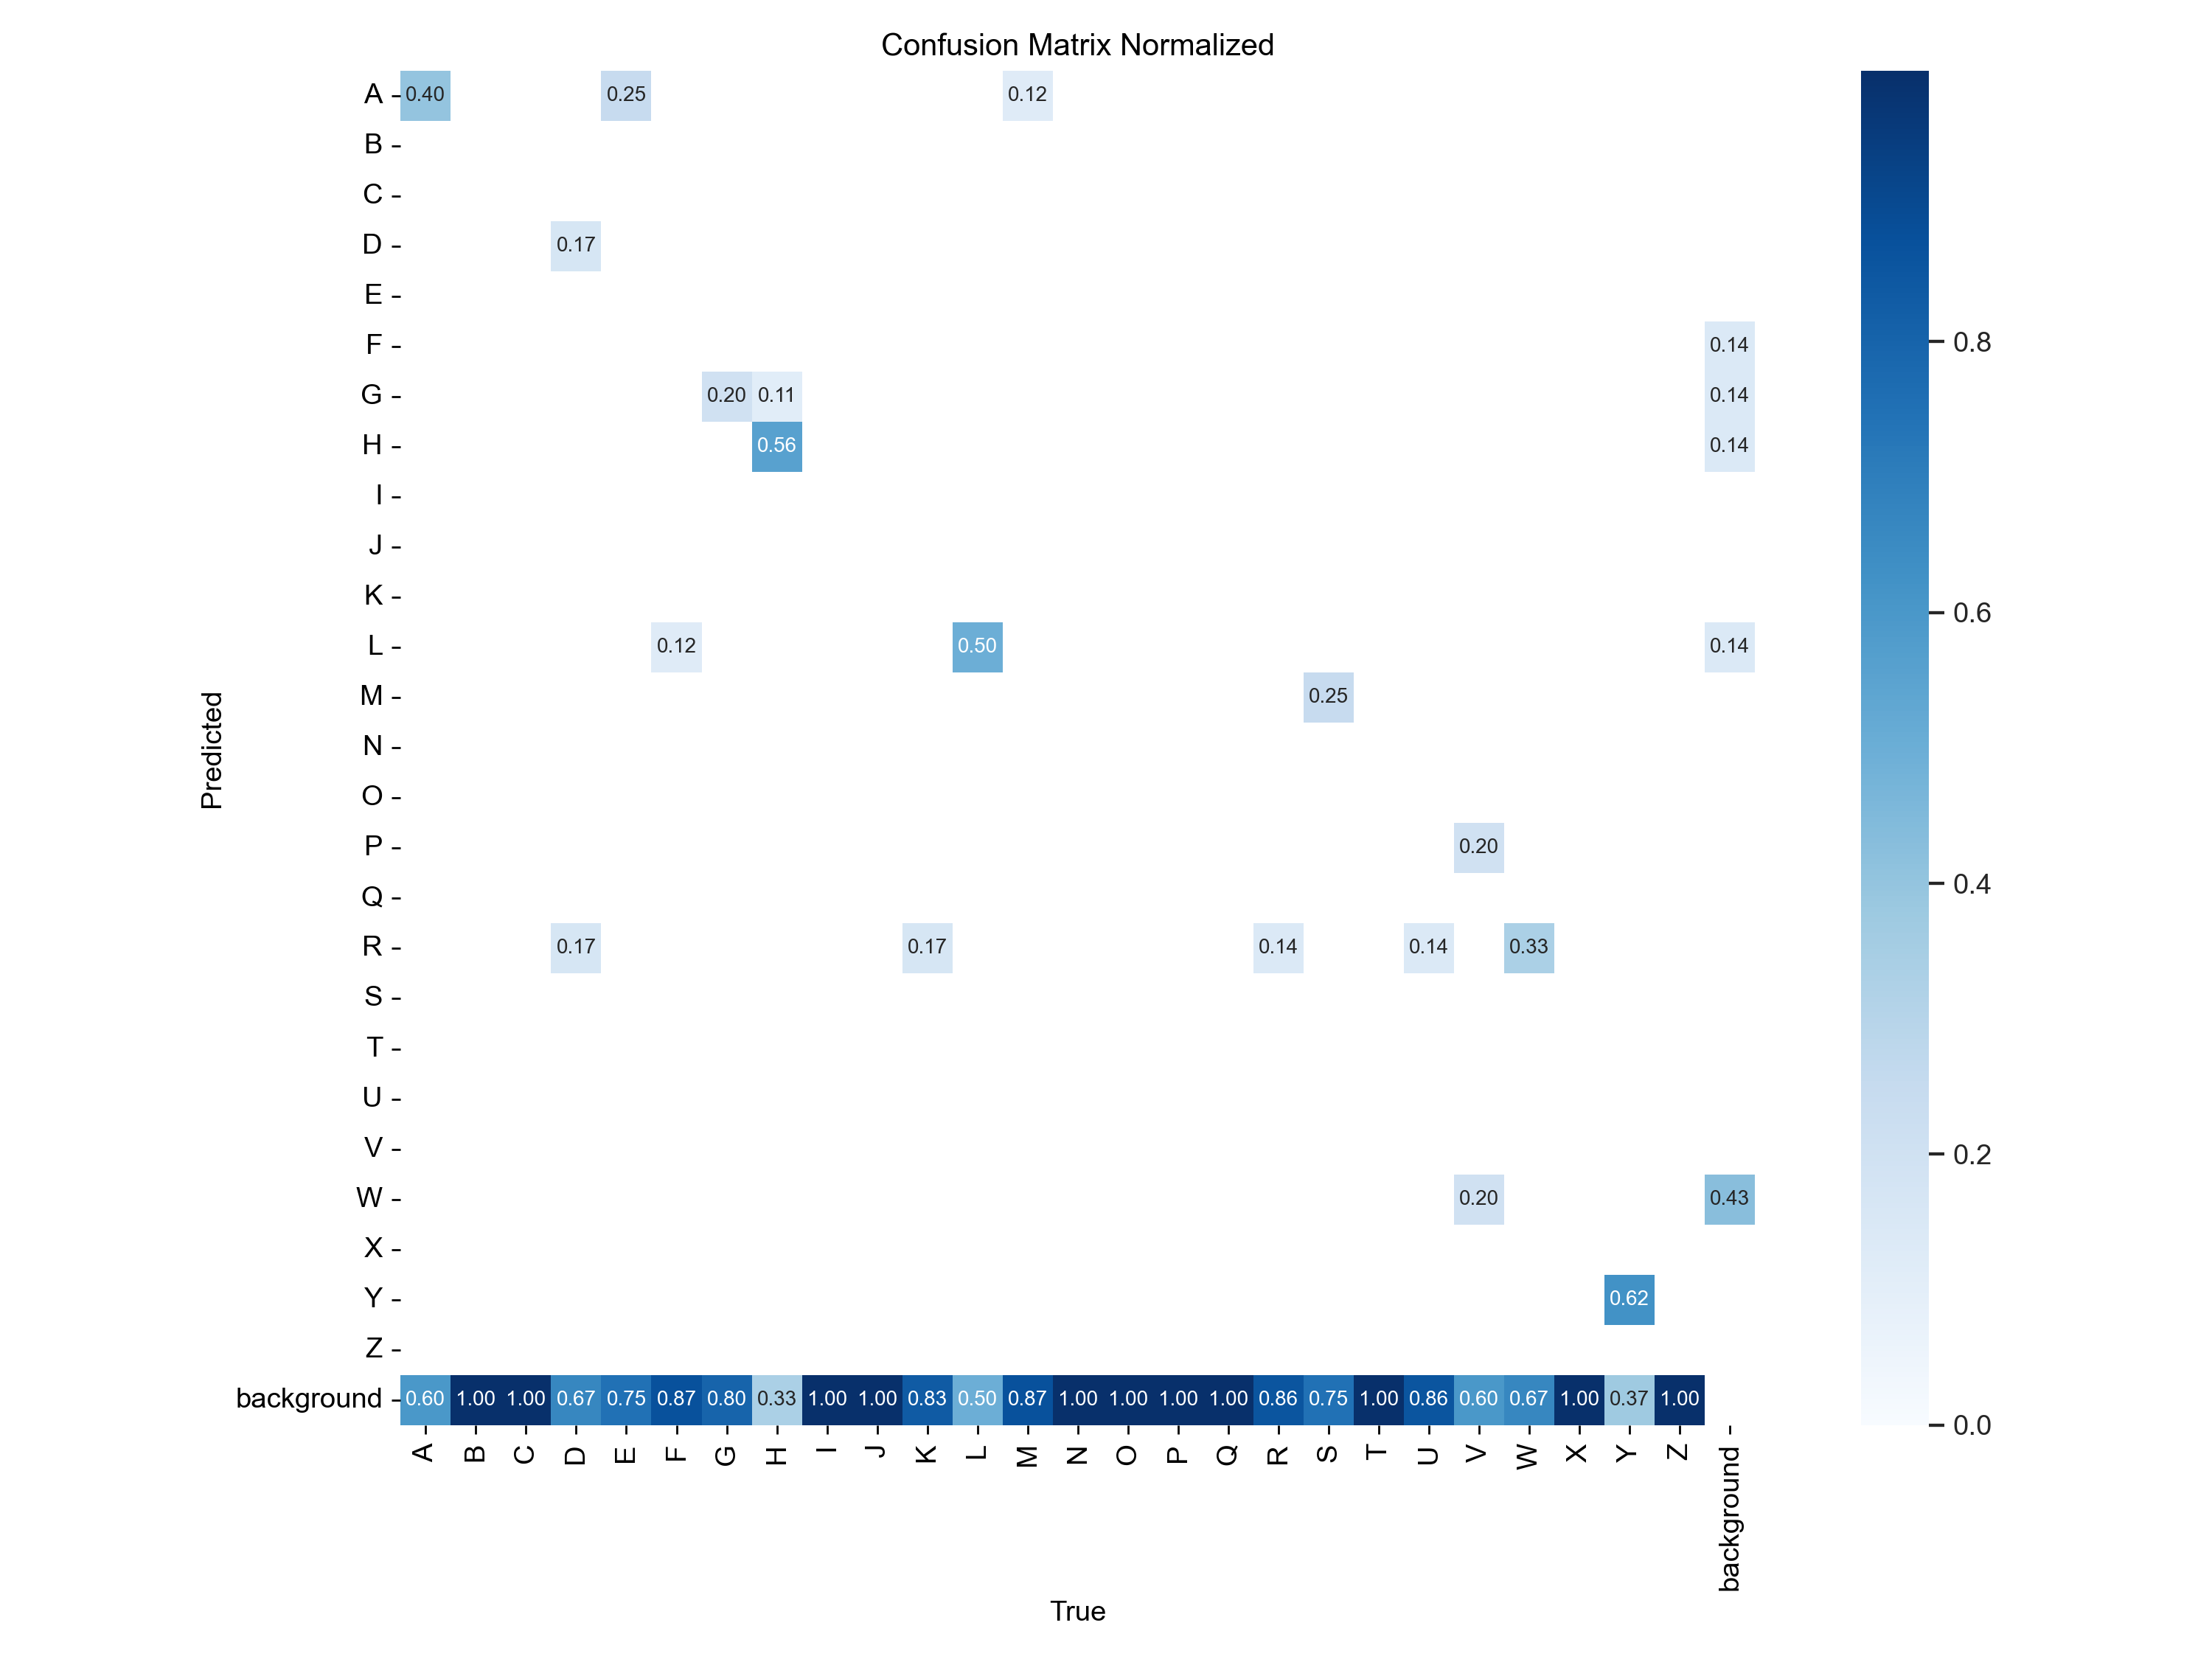 Confusion Matrix Normalized
A 0.40 0.25 0.12
B
C
D 0.17
E
F 0.14
G 0.20 0.11 0.14
H 0.56 0.14
I
J
K
L 0.12 0.50 0.14
M 0.25
N
O
P 0.20
Q
R 0.17 0.17 0.14 0.14 0.33
S
T
U
V
W 0.20 0.43
X
Y 0.62
Z
background 0.60 1.00 1.00 0.67 0.75 0.87 0.80 0.33 1.00 1.00 0.83 0.50 0.87 1.00 1.00 1.00 1.00 0.86 0.75 1.00 0.86 0.60 0.67 1.00 0.37 1.00
A B C D E F G H I J K L M N O P Q R S T U V W X Y Z background
True
Predicted
0.8
0.6
0.4
0.2
0.0